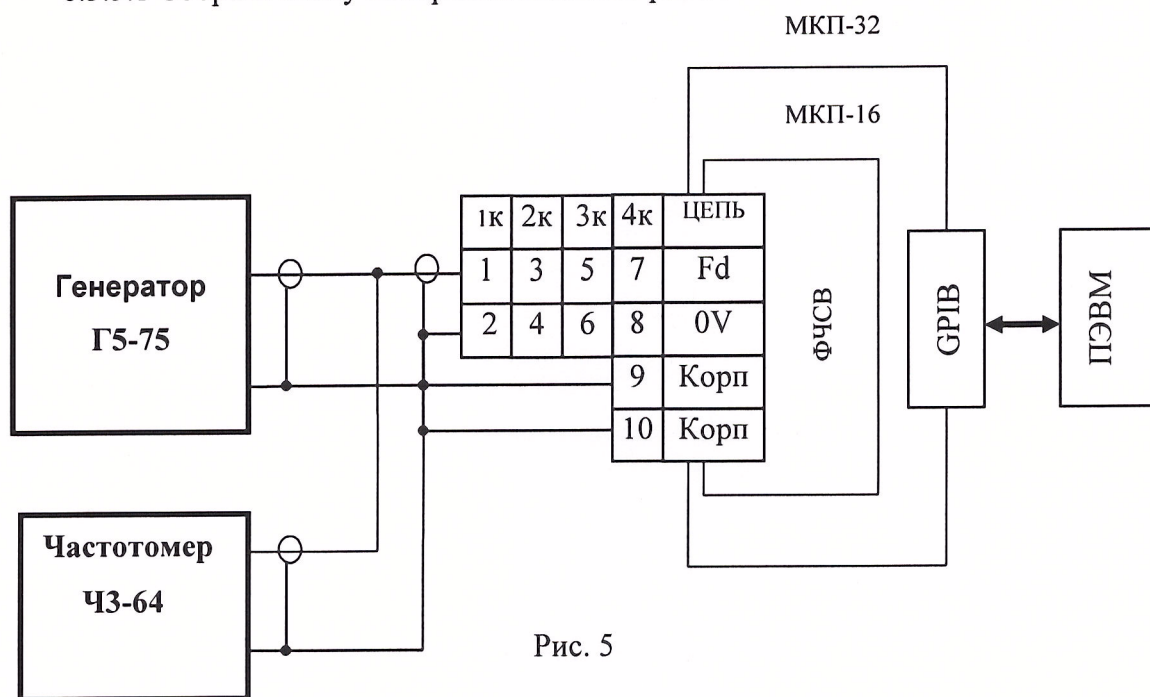 МКП-32
МКП-16
Генератор
Г5-75
1к 2к 3к 4к ЦЕПЬ
1 3 5 7 Fd
2 4 6 8 0V
9 Корп
10 Корп
ФЧСВ
GPIB
ПЭВМ
Частотомер
Ч3-64
Рис. 5